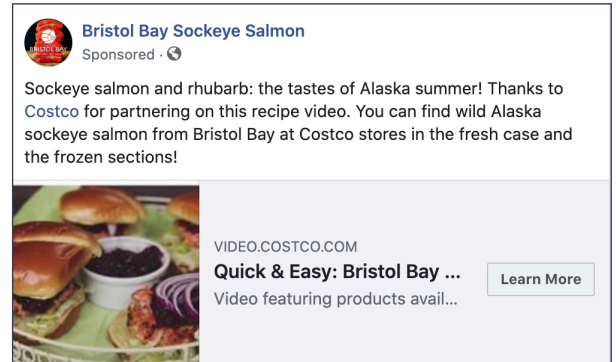 Bristol Bay Sockeye Salmon
BRISTOL BAY
Sponsored ·
Sockeye salmon and rhubarb: the tastes of Alaska summer! Thanks to
Costco for partnering on this recipe video. You can find wild Alaska
sockeye salmon from Bristol Bay at Costco stores in the fresh case and
the frozen sections!
VIDEO.COSTCO.COM
Quick & Easy: Bristol Bay ...
Learn More
Video featuring products avail...